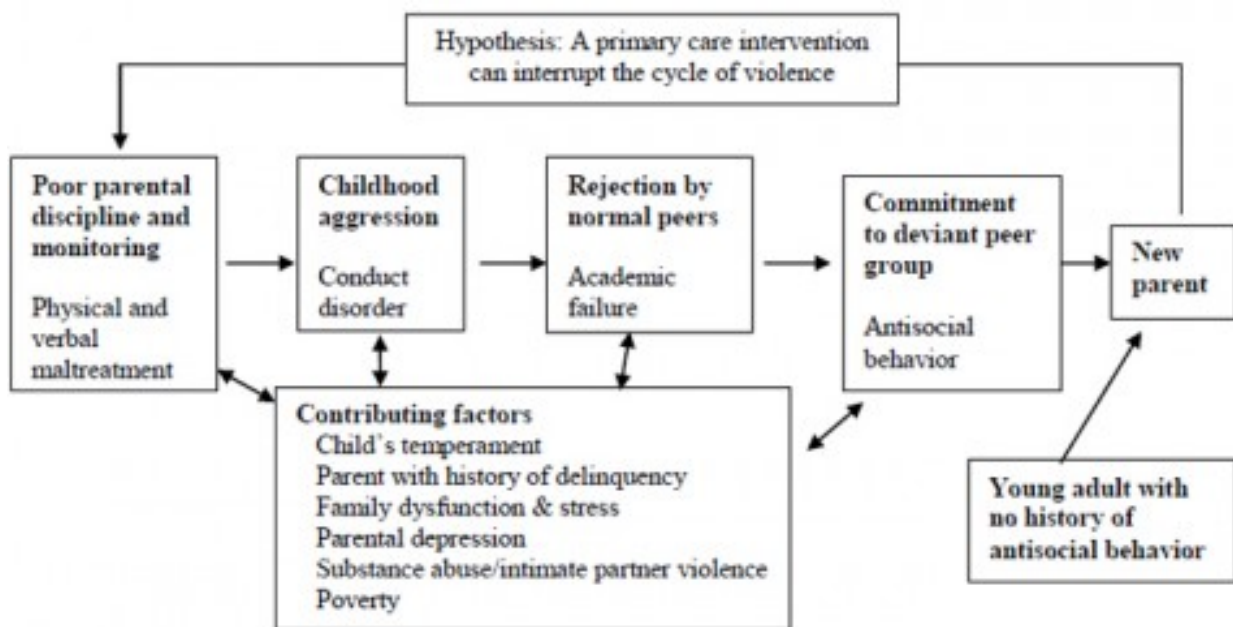 Hypothesis: A primary care intervention
can interrupt the cycle of violence
Poor parental
discipline and
monitoring
Physical and
verbal
maltreatment
Childhood
aggression
Conduct
disorder
Rejection by
normal peers
Academic
failure
Commitment
to deviant peer
group
Antisocial
behavior
New
parent
Contributing factors
Child's temperament
Parent with history of delinquency
Family dysfunction & stress
Parental depression
Substance abuse/intimate partner violence
Poverty
Young adult with
no history of
antisocial behavior